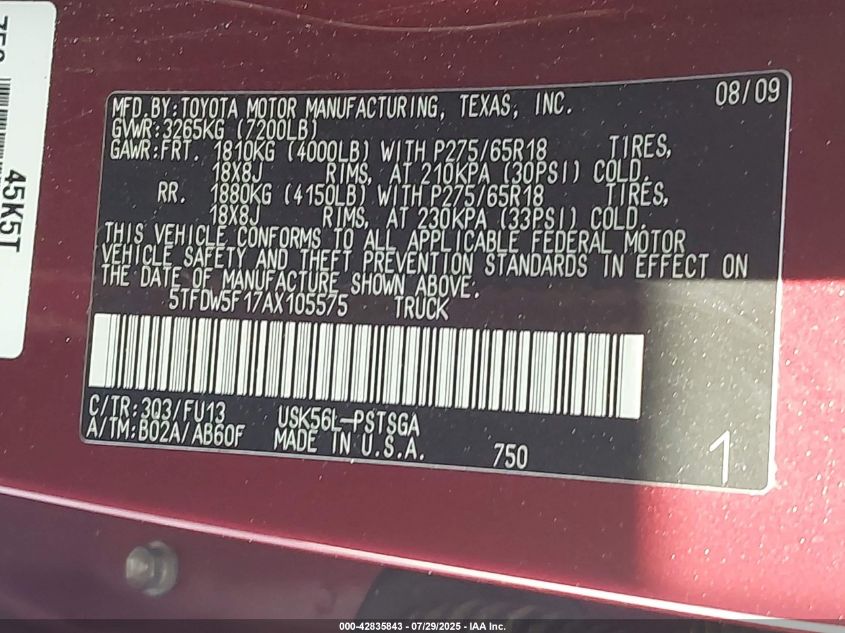 MFD.BY:TOYOTA MOTOR MANUFACTURING, TEXAS, INC. 08/09
GVWR:3265KG (7200LB)
GAWR:FRT. 1810KG (4000LB) WITH P275/65R18 TIRES,
18X8J RIMS, AT 210KPA (30PSI) COLD.
RR. 1880KG (4150LB) WITH P275/65R18 TIRES,
18X8J RIMS, AT 230KPA (33PSI) COLD.
THIS VEHICLE CONFORMS TO ALL APPLICABLE FEDERAL MOTOR
VEHICLE SAFETY AND THEFT PREVENTION STANDARDS IN EFFECT ON
THE DATE OF MANUFACTURE SHOWN ABOVE.
5TFDW5F17AX105575 TRUCK
C/TR:3Q3/FU13 USK56L-PSTSGA
A/TM:B02A/AB60F MADE IN U.S.A. 750 1
45K5T
000-42835843 - 07/29/2025 - IAA Inc.